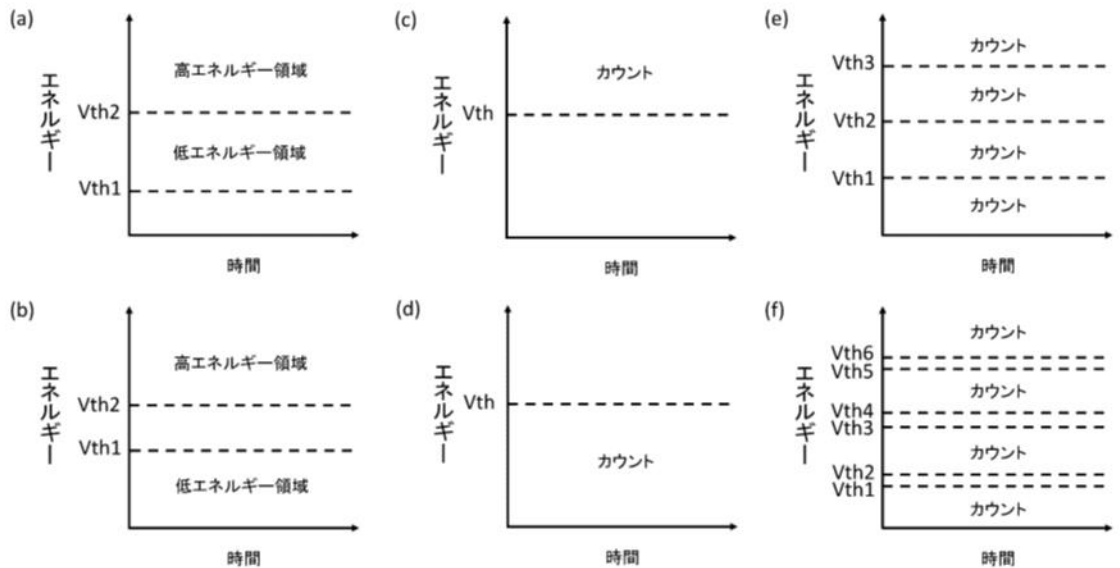 (a)
エネルギー
高エネルギー領域
Vth2
低エネルギー領域
Vth1
時間
(c)
エネルギー
カウント
Vth
時間
(e)
エネルギー
カウント
Vth3
カウント
Vth2
カウント
Vth1
カウント
時間
(b)
エネルギー
高エネルギー領域
Vth2
Vth1
低エネルギー領域
時間
(d)
エネルギー
Vth
カウント
時間
(f)
エネルギー
カウント
Vth6
Vth5
カウント
Vth4
Vth3
カウント
Vth2
Vth1
カウント
時間